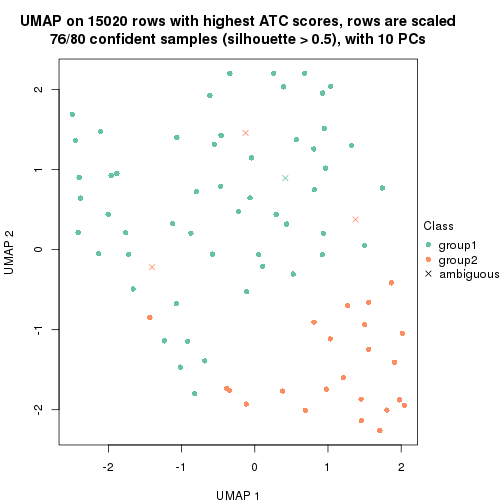 UMAP on 15020 rows with highest ATC scores, rows are scaled
76/80 confident samples (silhouette > 0.5), with 10 PCs
2
1
0
-1
-2
UMAP 2
-2
-1
0
1
2
UMAP 1
Class
group1
group2
ambiguous